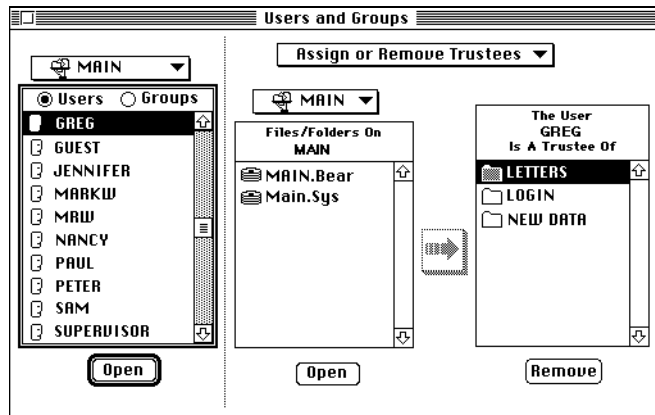 Users and Groups
MAIN
Assign or Remove Trustees
Users Groups
GREG
GUEST
JENNIFER
MARKW
MRW
NANCY
PAUL
PETER
SAM
SUPERVISOR
Open
MAIN
Files/Folders On
MAIN
MAIN.Bear
Main.Sys
Open
The User
GREG
Is A Trustee Of
LETTERS
LOGIN
NEW DATA
Remove